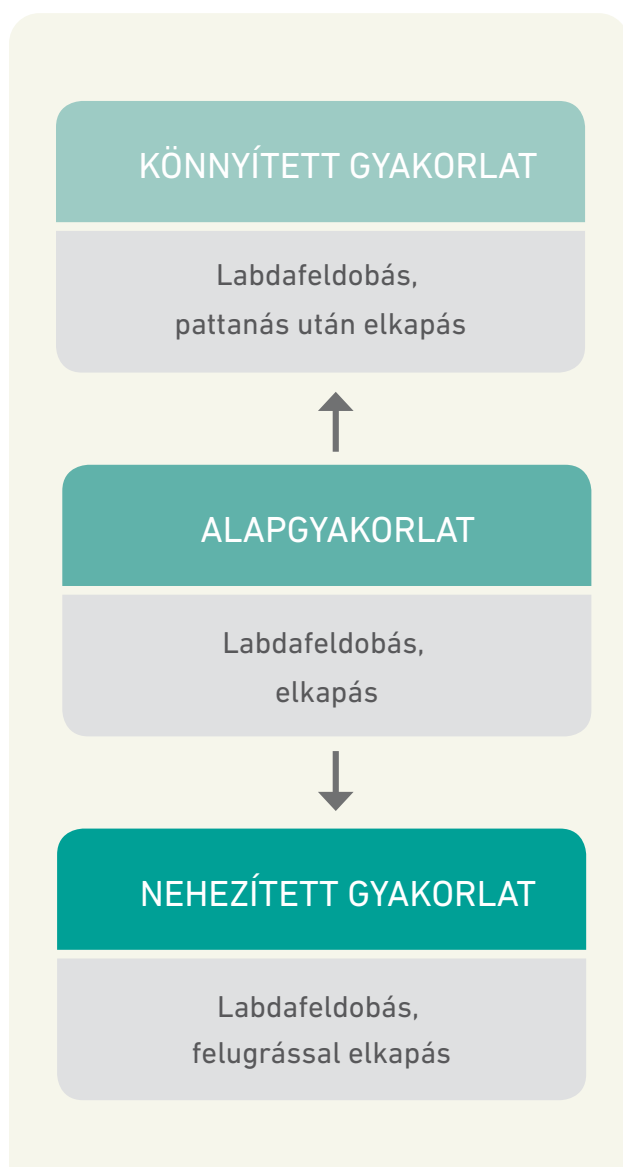 KÖNNYÍTETT GYAKORLAT
Labdafeldobás,
pattanás után elkapás
ALAPGYAKORLAT
Labdafeldobás,
elkapás
NEHEZÍTETT GYAKORLAT
Labdafeldobás,
felugrással elkapás